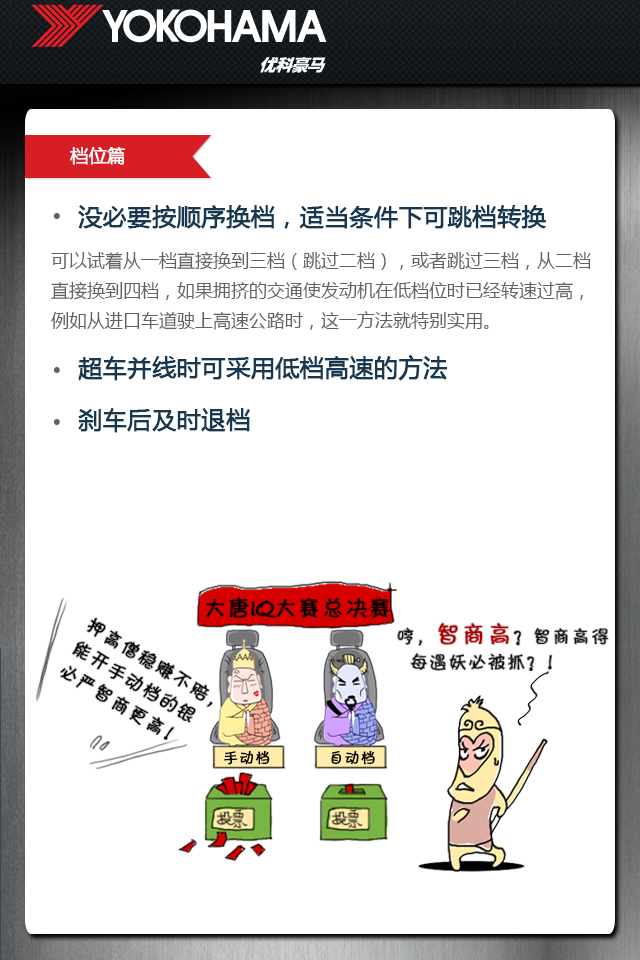 YOKOHAMA
优科豪马
档位篇
• 没必要按顺序换档，适当条件下可跳档转换
可以试着从一档直接换到三档（跳过二档），或者跳过三档，从二档
直接换到四档，如果拥挤的交通使发动机在低档位时已经转速过高，
例如从进口车道驶上高速公路时，这一方法就特别实用。
• 超车并线时可采用低档高速的方法
• 刹车后及时退档
大唐IQ大赛总决赛
押高僧稳赚不赔，
能开手动档的银
必严智商更高！
哼，智商高？智商高得
每遇妖必被抓？！
手动档
自动档
投票
投票